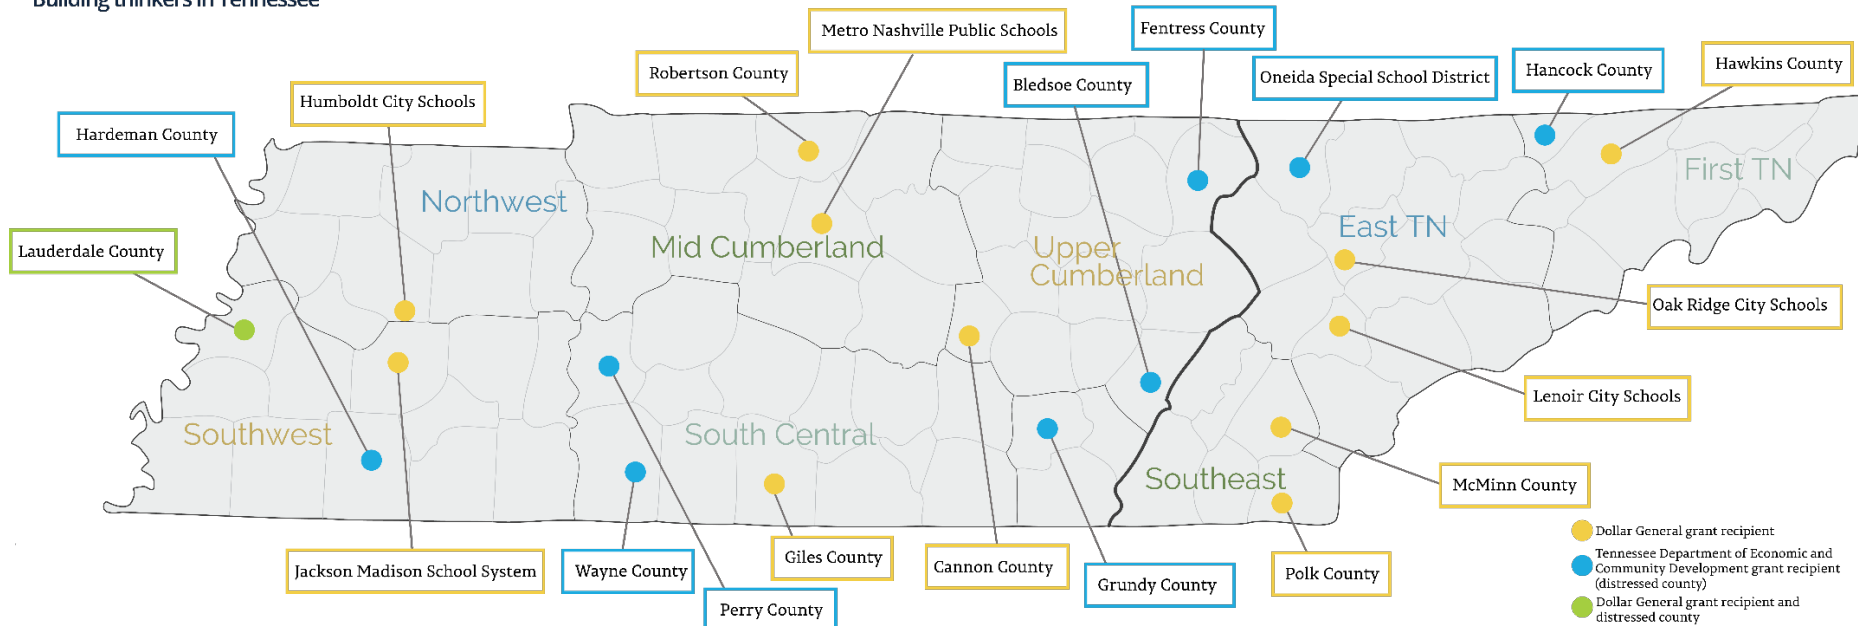 Building thinkers in Tennessee
Metro Nashville Public Schools
Fentress County
Robertson County
Bledsoe County
Oneida Special School District
Hancock County
Hawkins County
Humboldt City Schools
Hardeman County
Lauderdale County
Northwest
Mid Cumberland
Upper
Cumberland
East TN
First TN
Oak Ridge City Schools
Lenoir City Schools
Southwest
South Central
Southeast
McMinn County
Jackson Madison School System
Wayne County
Perry County
Giles County
Cannon County
Grundy County
Polk County
Dollar General grant recipient
Tennessee Department of Economic and
Community Development grant recipient
(distressed county)
Dollar General grant recipient and
distressed county